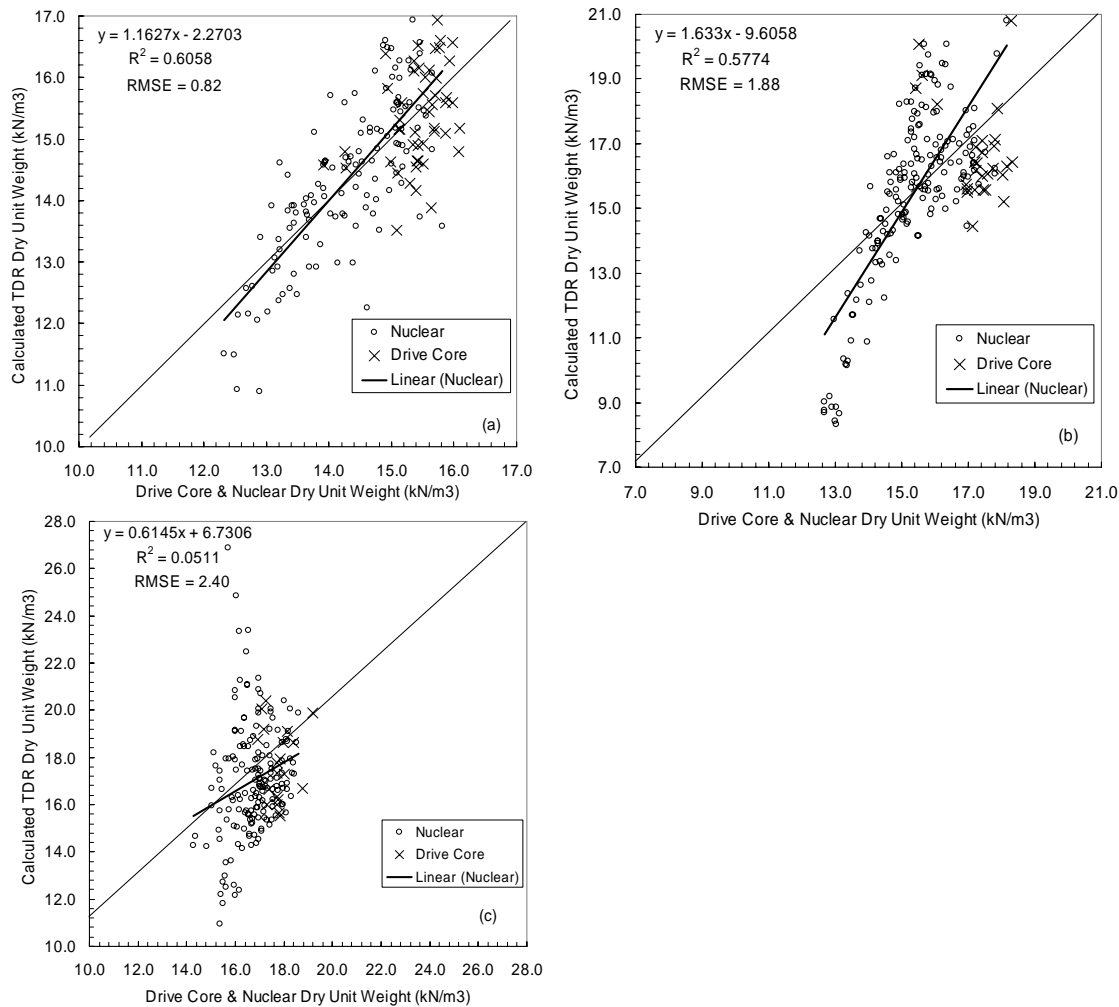 y = 1.1627x - 2.2703
R2 = 0.6058
RMSE = 0.82
Calculated TDR Dry Unit Weight (kN/m3)
17.0
16.0
15.0
14.0
13.0
12.0
11.0
10.0
Nuclear
Drive Core
Linear (Nuclear)
(a)
10.0 11.0 12.0 13.0 14.0 15.0 16.0 17.0
Drive Core & Nuclear Dry Unit Weight (kN/m3)
y = 1.633x - 9.6058
R2 = 0.5774
RMSE = 1.88
Calculated TDR Dry Unit Weight (kN/m3)
21.0
19.0
17.0
15.0
13.0
11.0
9.0
7.0
Nuclear
Drive Core
Linear (Nuclear)
(b)
7.0 9.0 11.0 13.0 15.0 17.0 19.0 21.0
Drive Core & Nuclear Dry Unit Weight (kN/m3)
y = 0.6145x + 6.7306
R2 = 0.0511
RMSE = 2.40
Calculated TDR Dry Unit Weight (kN/m3)
28.0
26.0
24.0
22.0
20.0
18.0
16.0
14.0
12.0
10.0
Nuclear
Drive Core
Linear (Nuclear)
(c)
10.0 12.0 14.0 16.0 18.0 20.0 22.0 24.0 26.0 28.0
Drive Core & Nuclear Dry Unit Weight (kN/m3)